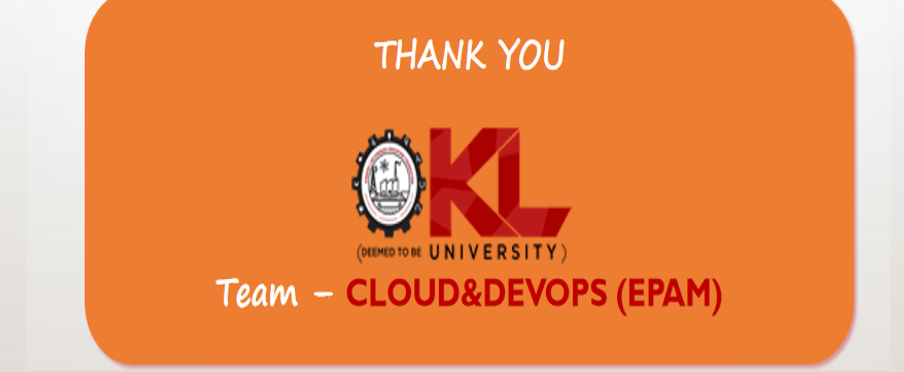 THANK YOU
KL
(DEEMED TO BE UNIVERSITY)
Team – CLOUD&DEVOPS (EPAM)